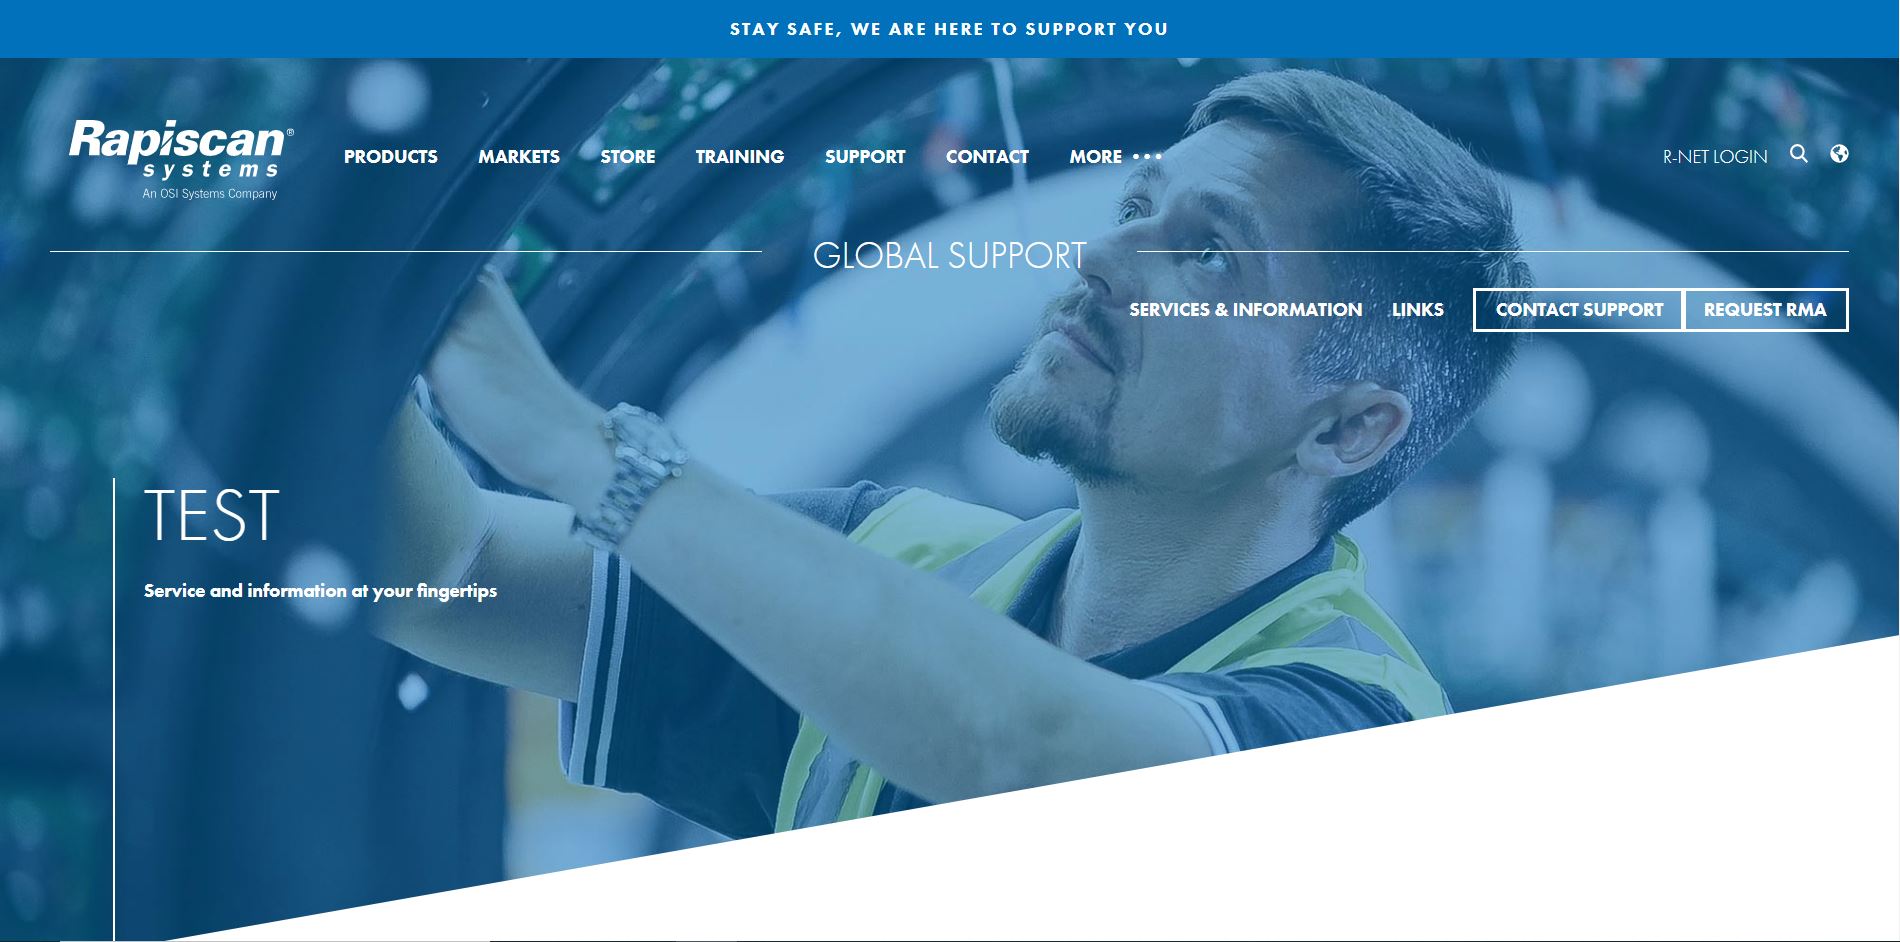 STAY SAFE, WE ARE HERE TO SUPPORT YOU
Rapiscan®
systems
An OSI Systems Company
PRODUCTS MARKETS STORE TRAINING SUPPORT CONTACT MORE •••
R-NET LOGIN
GLOBAL SUPPORT
SERVICES & INFORMATION LINKS CONTACT SUPPORT REQUEST RMA
TEST
Service and information at your fingertips